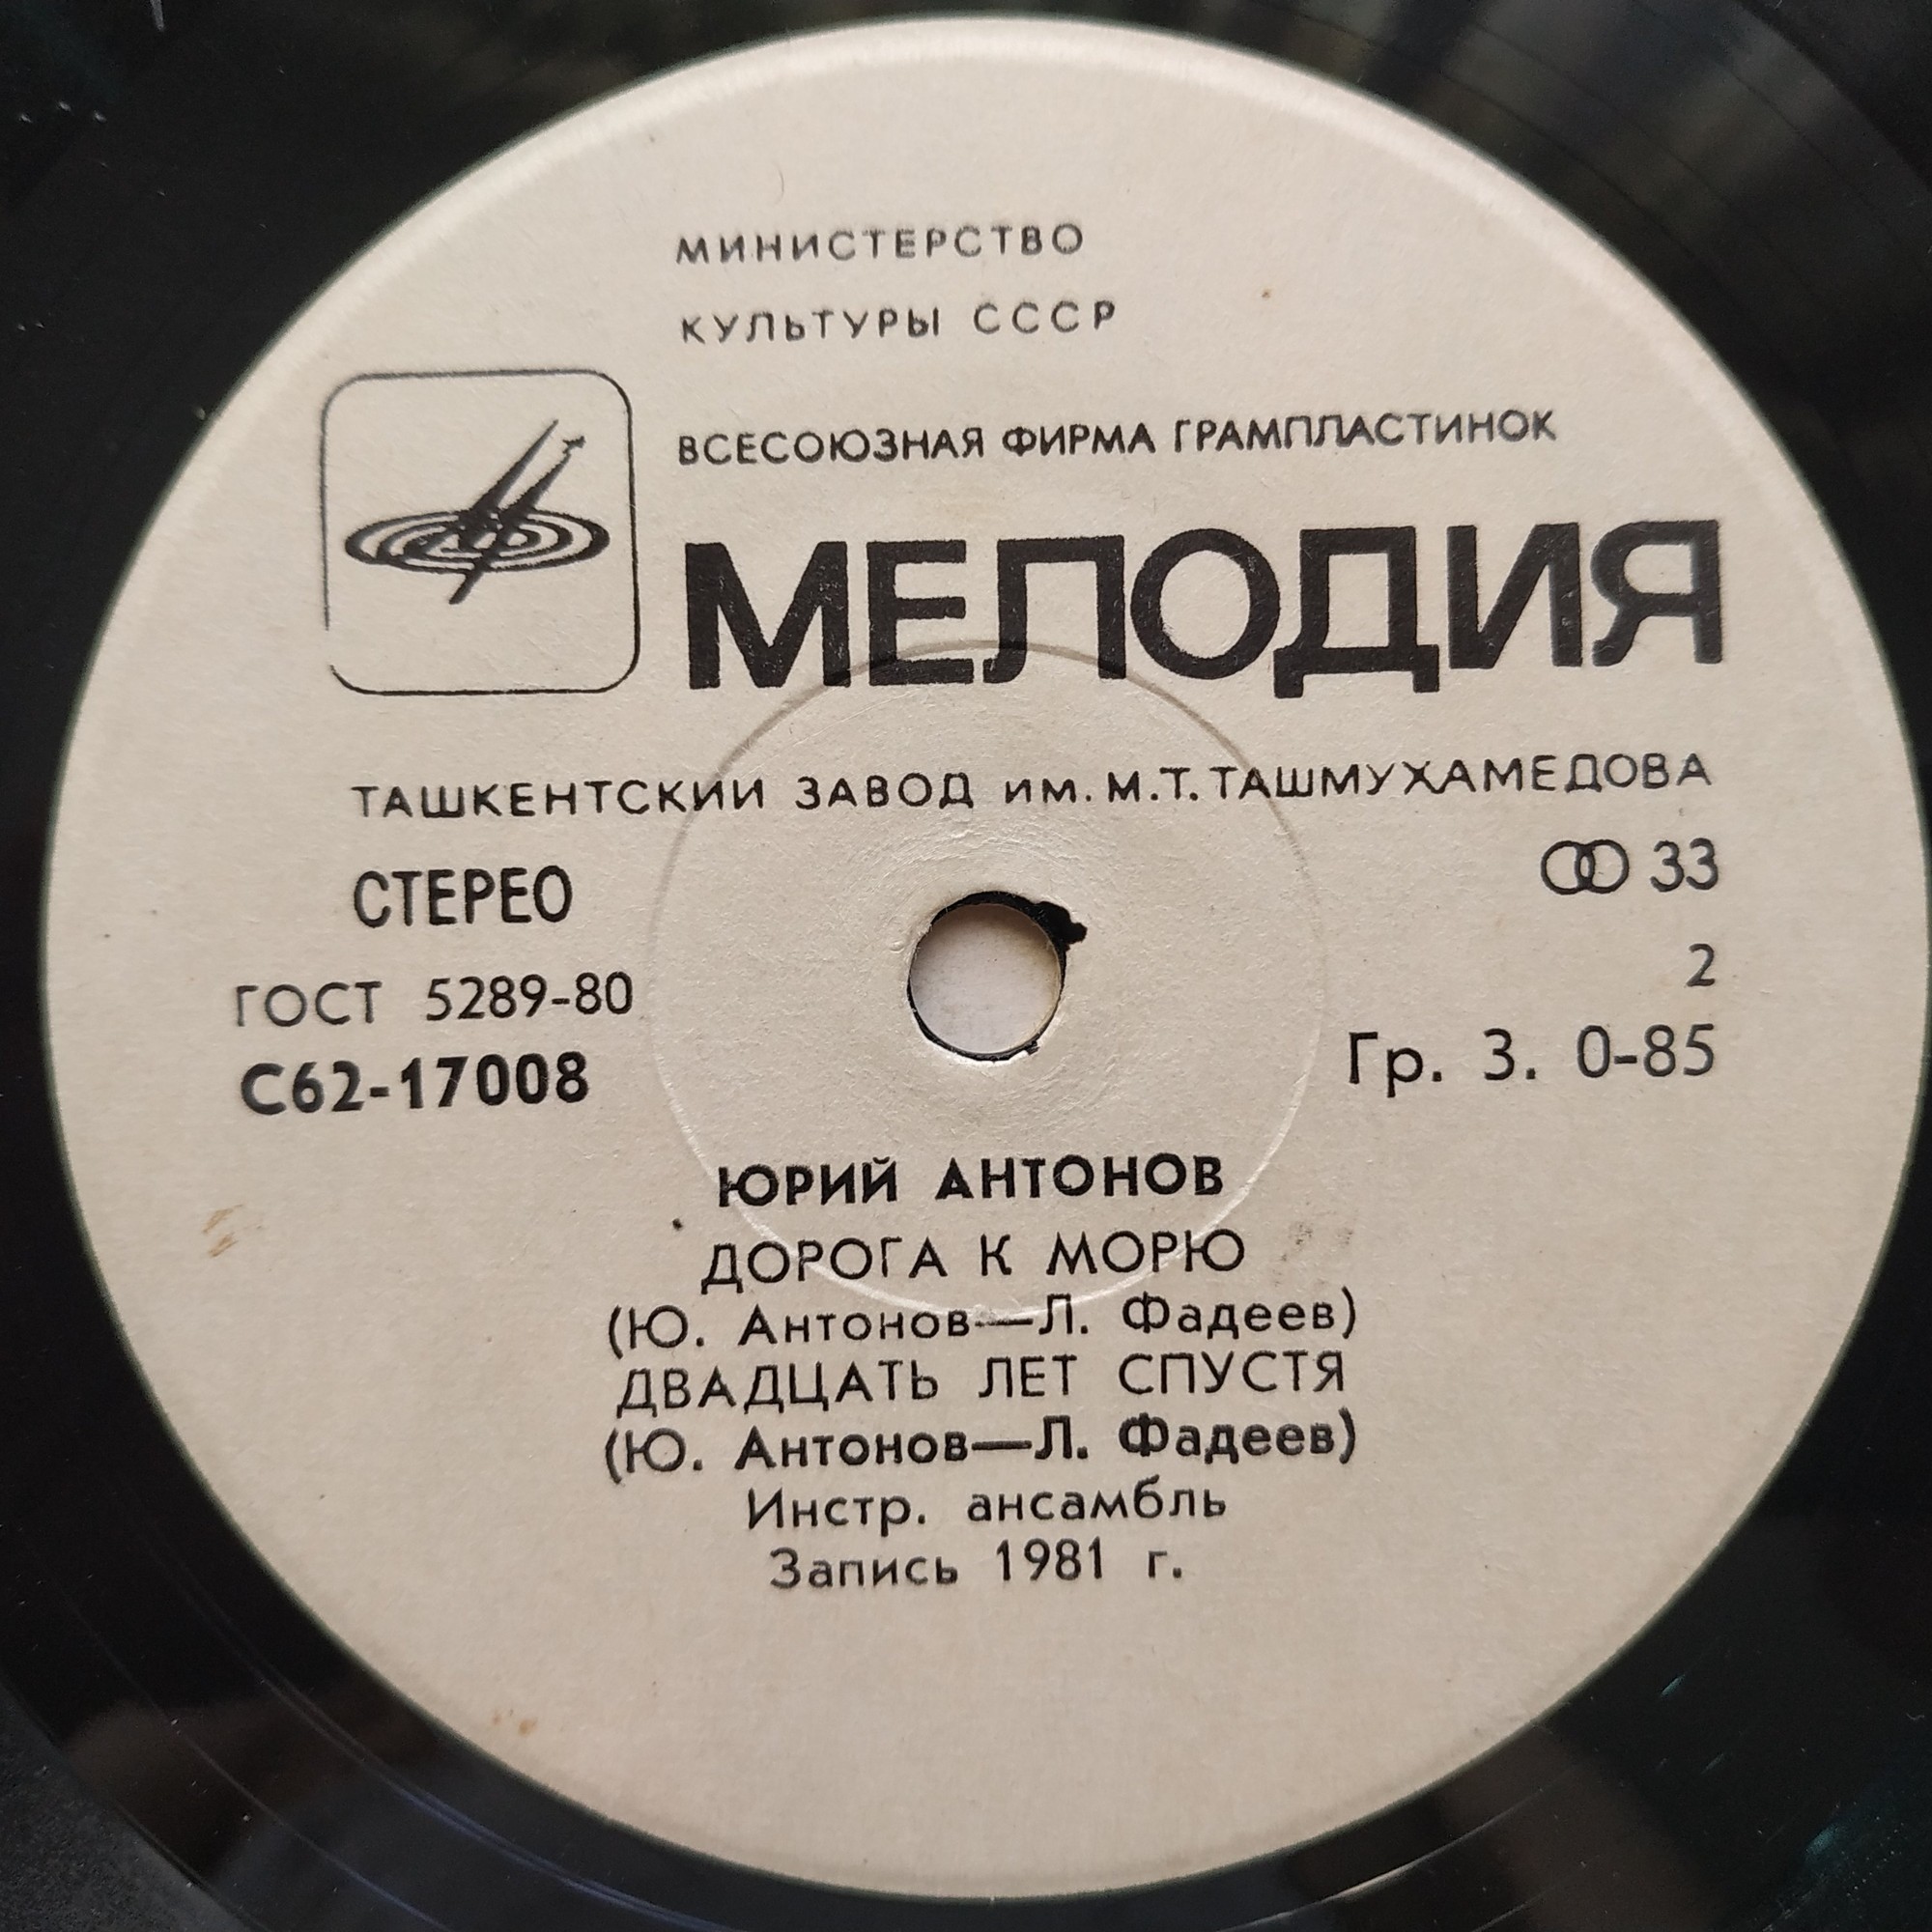 МИНИСТЕРСТВО
КУЛЬТУРЫ СССР
ВСЕСОЮЗНАЯ ФИРМА ГРАМПЛАСТИНОК
МЕЛОДИЯ
ТАШКЕНТСКИЙ ЗАВОД ИМ. М.Т. ТАШМУХАМЕДОВА
СТЕРЕО 33
2
ГОСТ 5289-80
С62-17008 Гр. 3. 0-85
ЮРИЙ АНТОНОВ
ДОРОГА К МОРЮ
(Ю. Антонов—Л. Фадеев)
ДВАДЦАТЬ ЛЕТ СПУСТЯ
(Ю. Антонов—Л. Фадеев)
Инстр. ансамбль
Запись 1981 г.